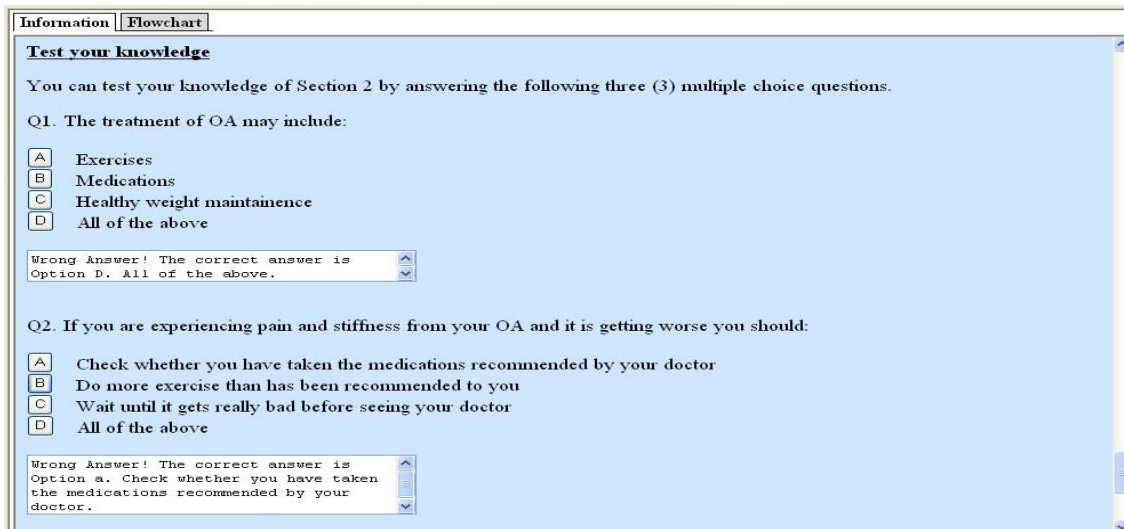 Information Flowchart
Test your knowledge
You can test your knowledge of Section 2 by answering the following three (3) multiple choice questions.
Q1. The treatment of OA may include:
A Exercises
B Medications
C Healthy weight maintainence
D All of the above
Wrong Answer! The correct answer is
Option D. All of the above.
Q2. If you are experiencing pain and stiffness from your OA and it is getting worse you should:
A Check whether you have taken the medications recommended by your doctor
B Do more exercise than has been recommended to you
C Wait until it gets really bad before seeing your doctor
D All of the above
Wrong Answer! The correct answer is
Option a. Check whether you have taken
the medications recommended by your
doctor.